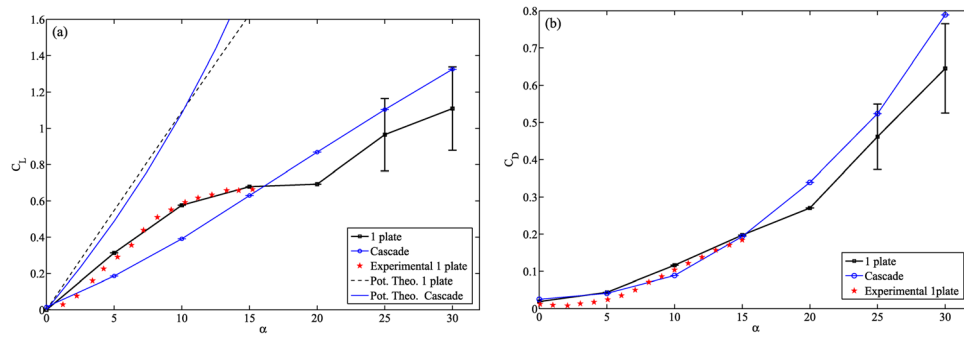 (a)
1.6
1.4
1.2
1
0.8
0.6
0.4
0.2
0
C_L
0 5 10 15 20 25 30
α
1 plate
Cascade
Experimental 1 plate
Pot. Theo. 1 plate
Pot. Theo. Cascade
(b)
0.8
0.7
0.6
0.5
0.4
0.3
0.2
0.1
0
C_D
0 5 10 15 20 25 30
α
1 plate
Cascade
Experimental 1plate